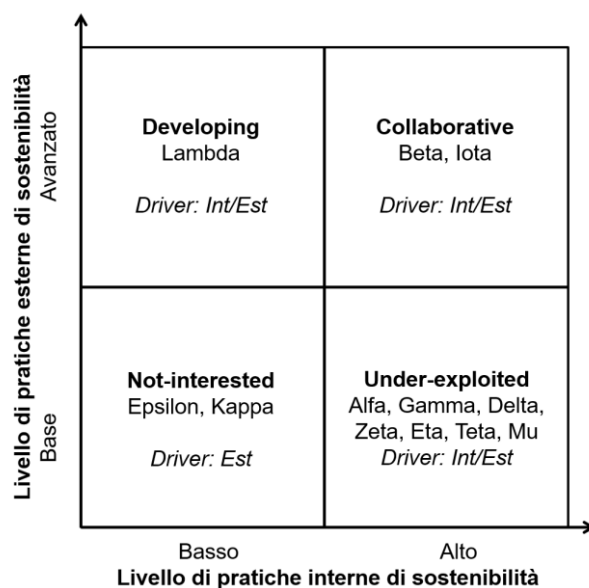 Livello di pratiche esterne di sostenibilità
Avanzato
Base
Developing
Lambda
Driver: Int/Est
Collaborative
Beta, Iota
Driver: Int/Est
Not-interested
Epsilon, Kappa
Driver: Est
Under-exploited
Alfa, Gamma, Delta,
Zeta, Eta, Teta, Mu
Driver: Int/Est
Basso
Alto
Livello di pratiche interne di sostenibilità